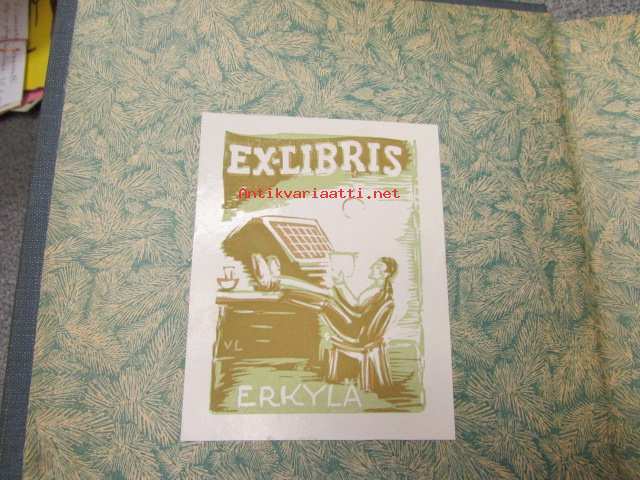 EX-LIBRIS
Antikvariaatti.net
VL
ERKYLÄ